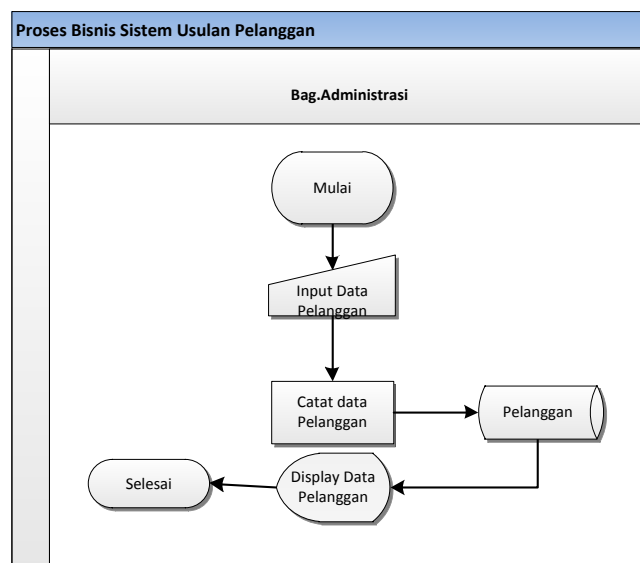 Proses Bisnis Sistem Usulan Pelanggan
Bag.Administrasi
Mulai
Input Data
Pelanggan
Catat data
Pelanggan
Pelanggan
Display Data
Pelanggan
Selesai